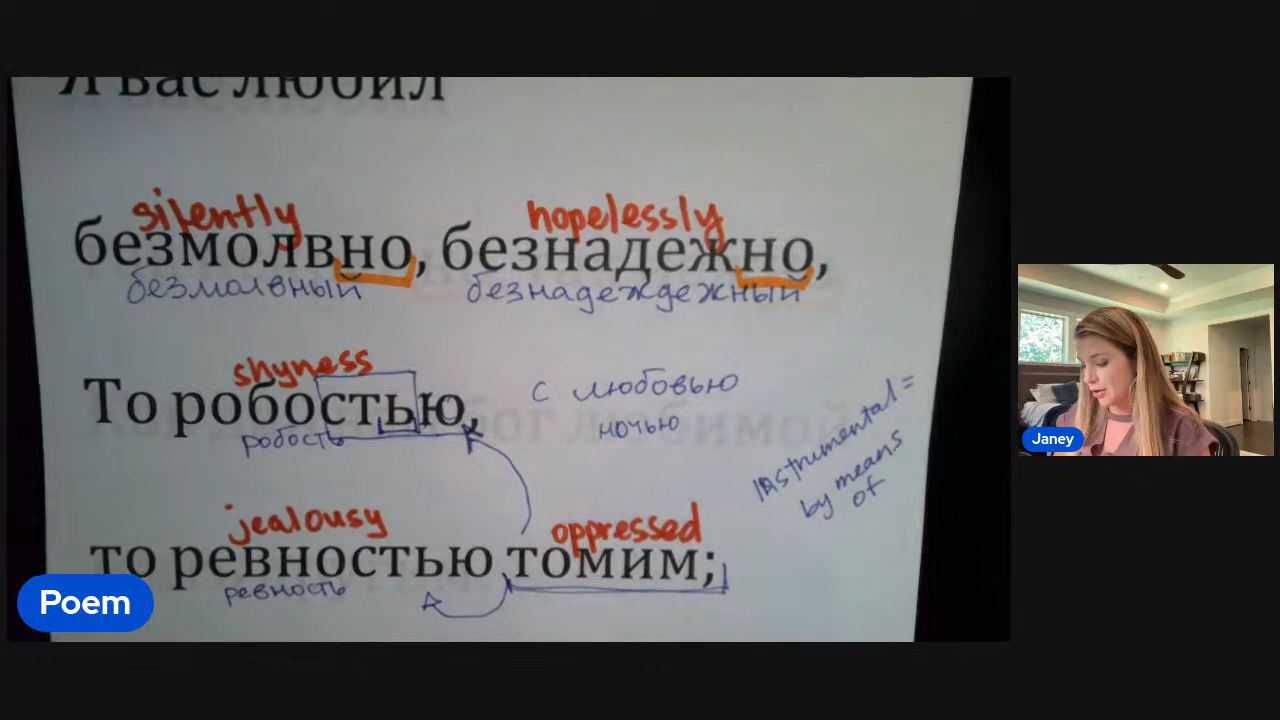 Я вас любил
silently hopelessly
безмолвно, безнадежно,
безмолвный безнадеждежный
shyness
То робостью,
робость
с любовью
ночью
Instrumental =
by means
of
jealousy oppressed
то ревностью томим;
ревность
Poem
Janey